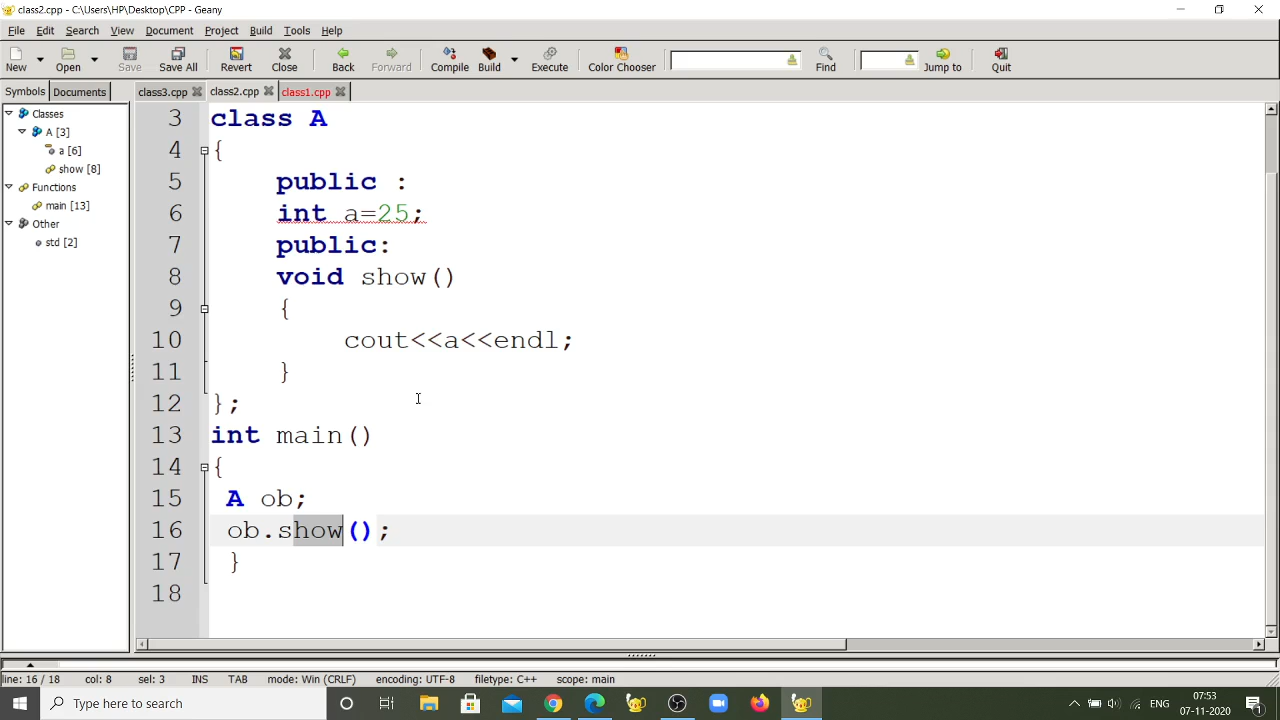 class2.cpp - C:\Users\HP\Desktop\CPP - Geany
File Edit Search View Document Project Build Tools Help
New Open Save Save All Revert Close Back Forward Compile Build Execute Color Chooser Find Jump to Quit
Symbols Documents class3.cpp class2.cpp class1.cpp
Classes
A [3]
a [6]
show [8]
Functions
main [13]
Other
std [2]
3 class A
4 {
5 public :
6 int a=25;
7 public:
8 void show()
9 {
10 cout<<a<<endl;
11 }
12 };
13 int main()
14 {
15 A ob;
16 ob.show();
17 }
18
line: 16 / 18 col: 8 sel: 3 INS TAB mode: Win (CRLF) encoding: UTF-8 filetype: C++ scope: main
Type here to search ENG 07:53
07-11-2020 1